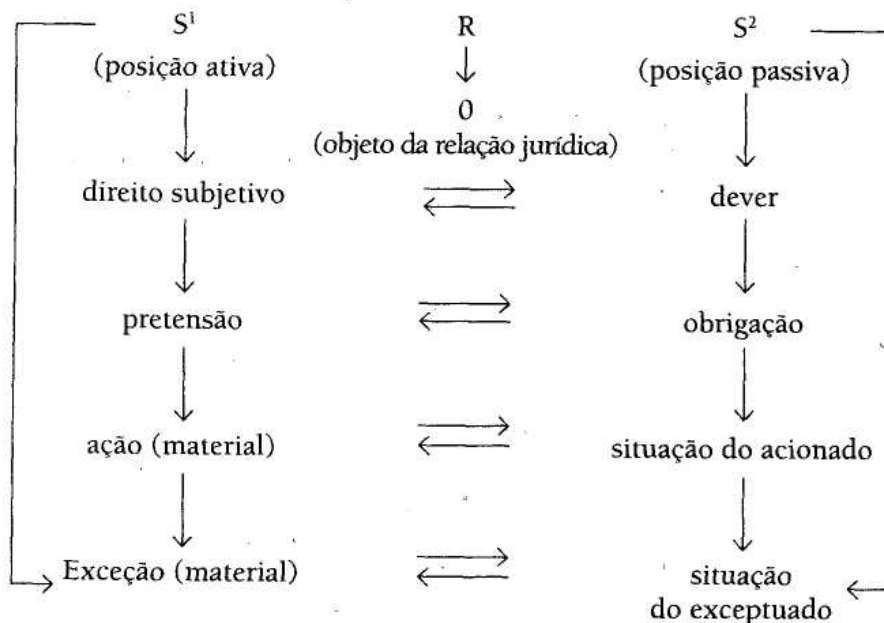 S¹ R S²
(posição ativa) (posição passiva)
0
(objeto da relação jurídica)
direito subjetivo dever
pretensão obrigação
ação (material) situação do acionado
Exceção (material) situação
do exceptuado